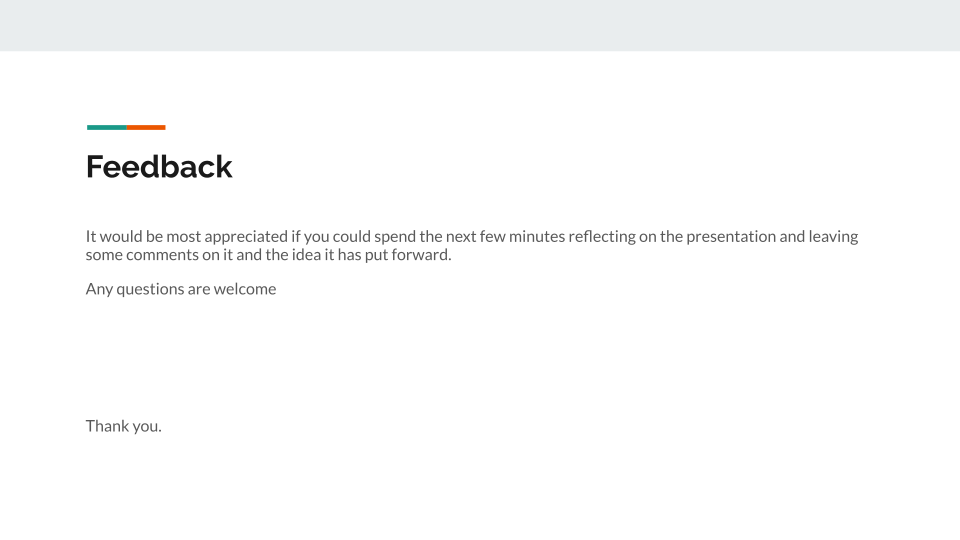 Feedback
It would be most appreciated if you could spend the next few minutes reflecting on the presentation and leaving
some comments on it and the idea it has put forward.
Any questions are welcome
Thank you.